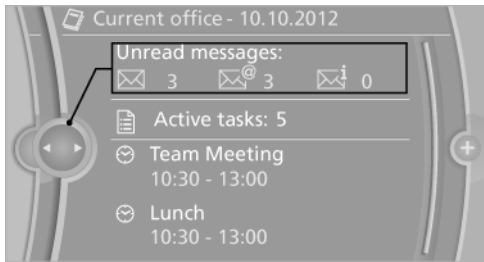 Current office - 10.10.2012
Unread messages:
3 @ 3 i 0
Active tasks: 5
Team Meeting
10:30 - 13:00
Lunch
10:30 - 13:00